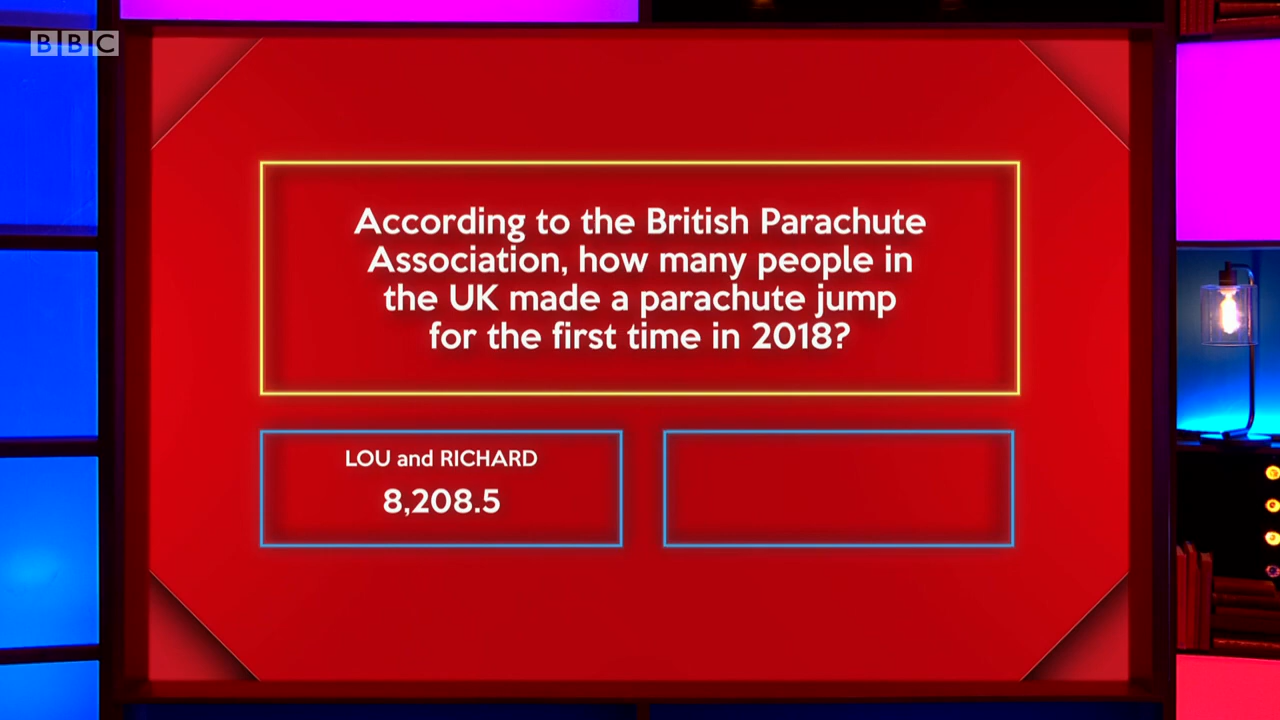 BBC
According to the British Parachute
Association, how many people in
the UK made a parachute jump
for the first time in 2018?
LOU and RICHARD
8,208.5